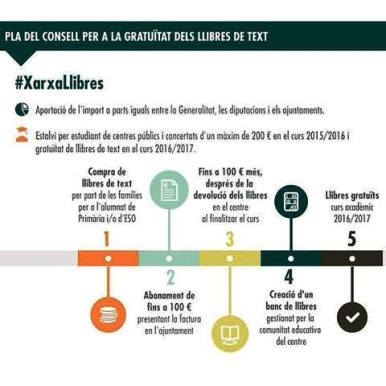 PLA DEL CONSELL PER A LA GRATUÏTAT DELS LLIBRES DE TEXT
#XarxaLlibres
Aportació de l'import a parts iguals entre la Generalitat, les diputacions i els ajuntaments.
Estalvi per estudiant de centres públics i concertats d'un màxim de 200 € en el curs 2015/2016 i
gratuïtat de llibres de text en el curs 2016/2017.
Compra de
llibres de text
per part de les famílies
per a l'alumnat de
Primària i/o d'ESO
1
2
Abonament de
fins a 100 €
presentant la factura
en l'ajuntament
Fins a 100 € més,
després de la
devolució dels llibres
en el centre
al finalitzar el curs
3
4
Creació d'un
banc de llibres
gestionat per la
comunitat educativa
del centre
Llibres gratuïts
curs acadèmic
2016/2017
5